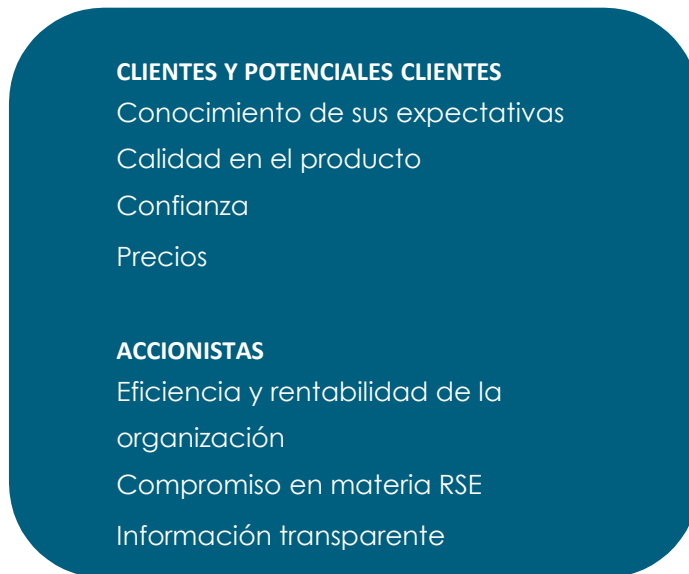 CLIENTES Y POTENCIALES CLIENTES
Conocimiento de sus expectativas
Calidad en el producto
Confianza
Precios
ACCIONISTAS
Eficiencia y rentabilidad de la
organización
Compromiso en materia RSE
Información transparente